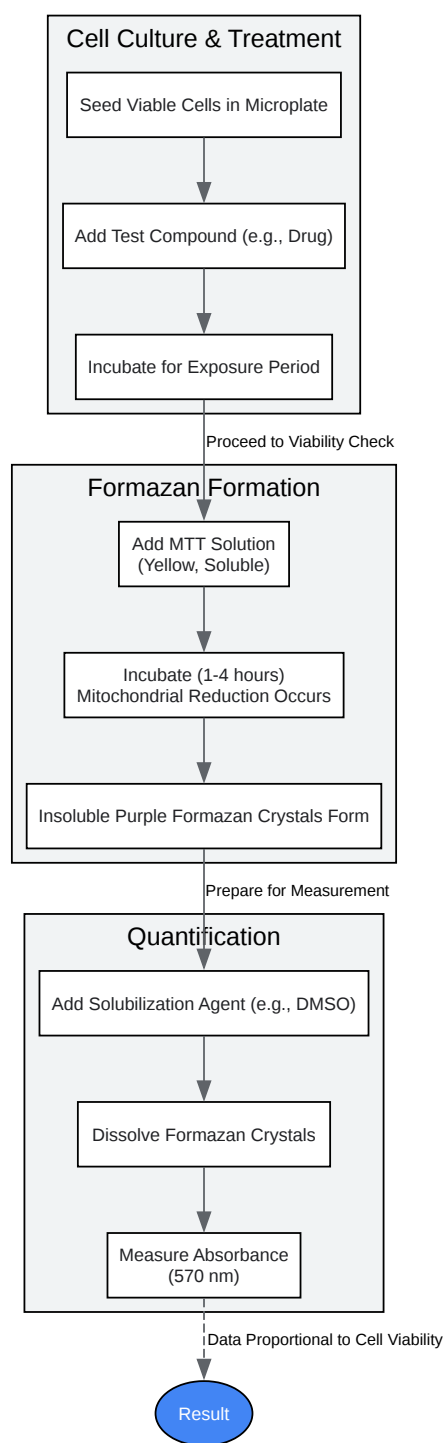 Cell Culture & Treatment
Seed Viable Cells in Microplate
Add Test Compound (e.g., Drug)
Incubate for Exposure Period
Proceed to Viability Check
Formazan Formation
Add MTT Solution
(Yellow, Soluble)
Incubate (1-4 hours)
Mitochondrial Reduction Occurs
Insoluble Purple Formazan Crystals Form
Prepare for Measurement
Quantification
Add Solubilization Agent (e.g., DMSO)
Dissolve Formazan Crystals
Measure Absorbance
(570 nm)
Data Proportional to Cell Viability
Result